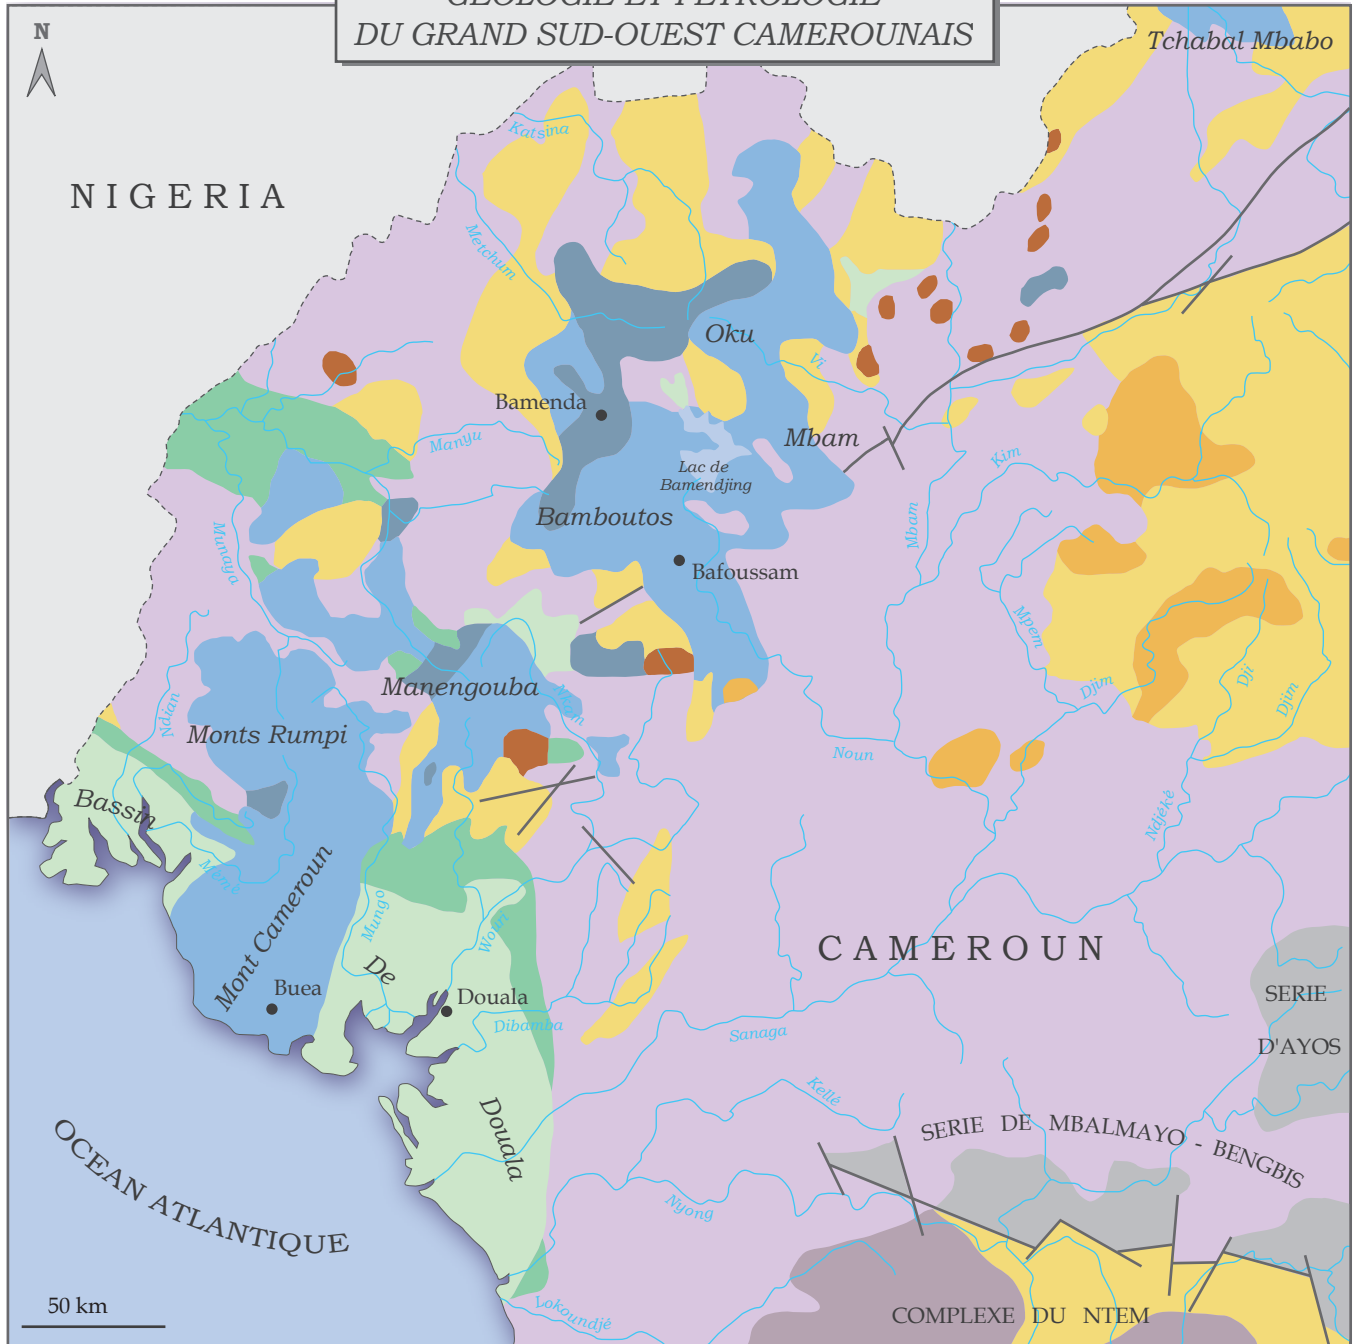 GEOLOGIE ET PETROLOGIE
DU GRAND SUD-OUEST CAMEROUNAIS
N
Tchabal Mbabo
Katsina
NIGERIA
Metchum
Oku
Vi
Bamenda
Manyu
Mbam
Lac de
Bamendjing
Kim
Bamboutos
Mbam
Munaya
Bafoussam
Mpem
Dji
Djim
Djim
Manengouba
Nkam
Ndian
Monts Rumpi
Noun
Bassin
Ndjéké
Mémé
Mungo
Wouri
Mont Cameroun
De
CAMEROUN
Buea
Douala
SERIE
D'AYOS
Dibamba
Sanaga
Kellé
Douala
SERIE DE MBALMAYO - BENGBIS
OCEAN ATLANTIQUE
Nyong
50 km
Lokoundjé
COMPLEXE DU NTEM